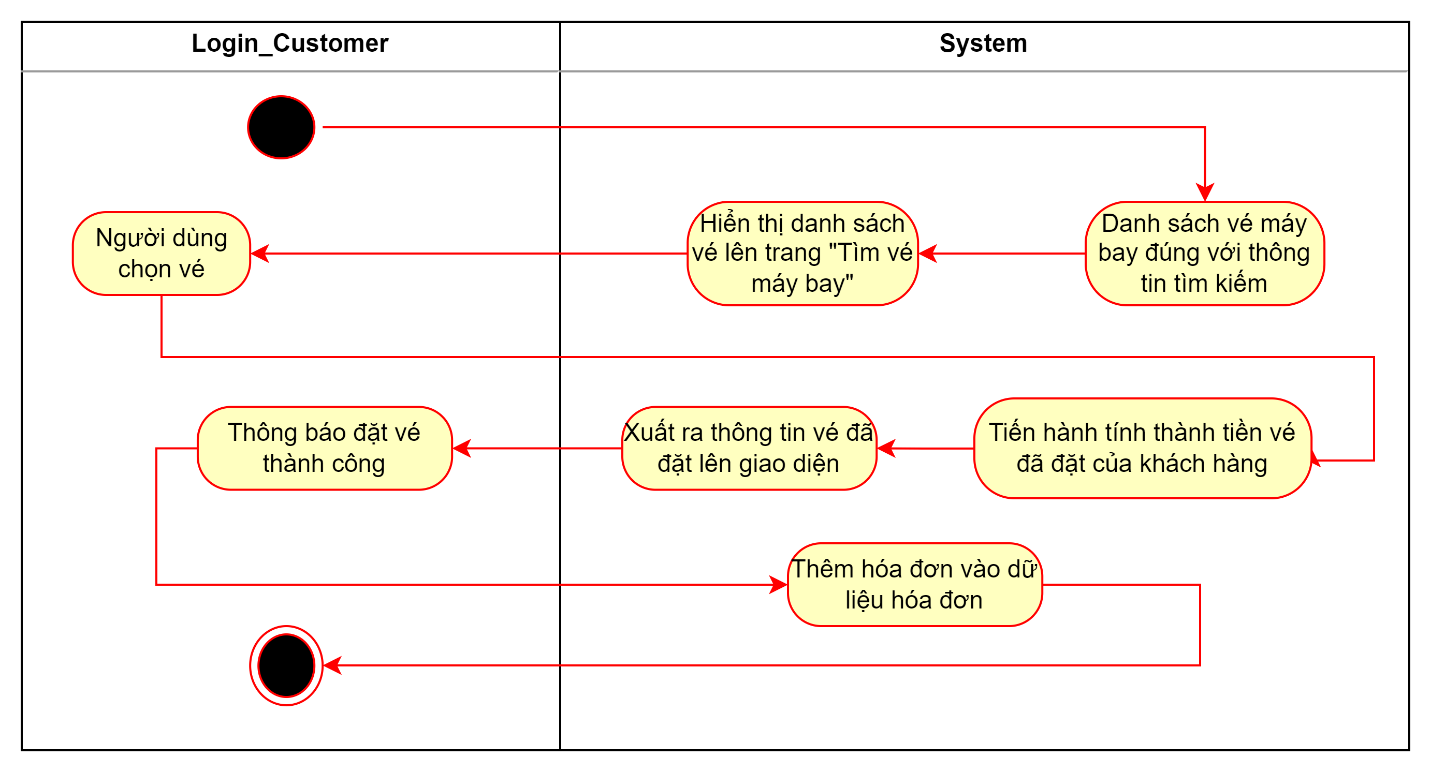 Login_Customer
System
Người dùng
chọn vé
Hiển thị danh sách
vé lên trang "Tìm vé
máy bay"
Danh sách vé máy
bay đúng với thông
tin tìm kiếm
Thông báo đặt vé
thành công
Xuất ra thông tin vé đã
đặt lên giao diện
Tiến hành tính thành tiền vé
đã đặt của khách hàng
Thêm hóa đơn vào dữ
liệu hóa đơn